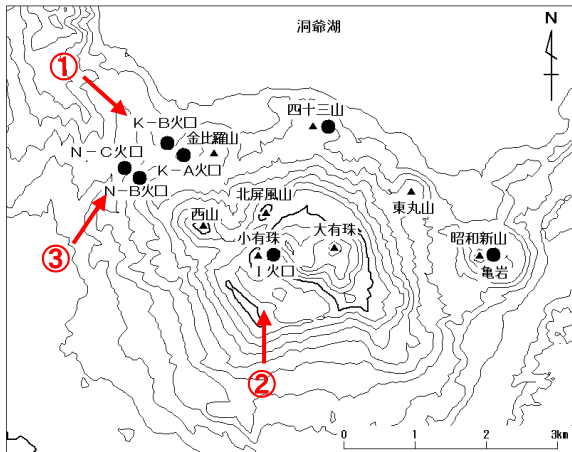 洞爺湖
N
①
四十三山
K-B火口
金比羅山
N-C火口
K-A火口
N-B火口
北屏風山
東丸山
西山
小有珠
大有珠
昭和新山
③
I火口
亀岩
②
0 1 2 3km